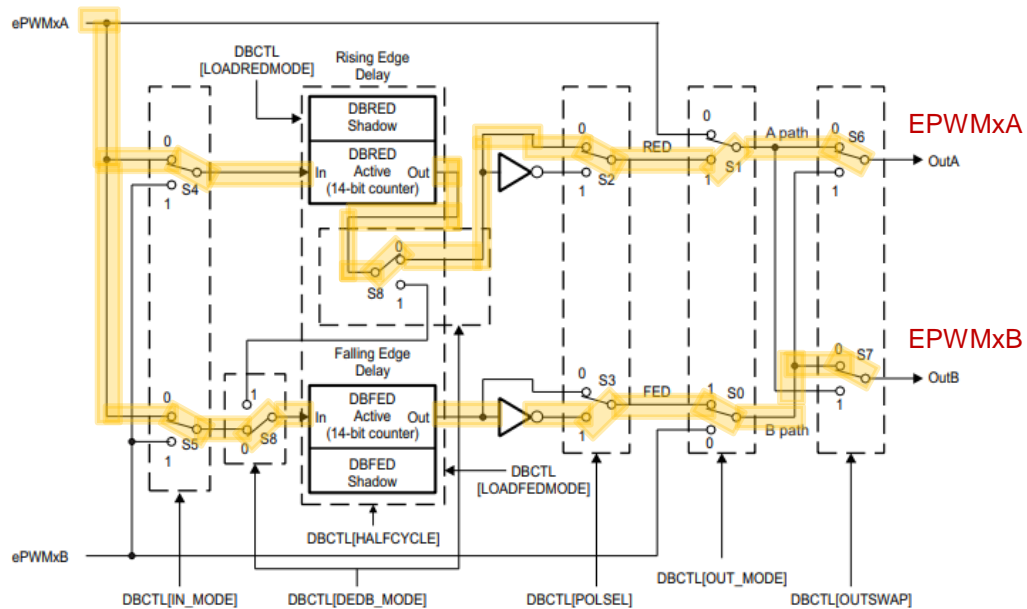 ePWMxA
DBCTL
[LOADREDMODE]
Rising Edge
Delay
DBRED
Shadow
DBRED
In Active Out
(14-bit counter)
0
S4
1
0
S8
1
0
S2
1
RED
0
S1
1
A path
0
S6
1
EPWMxA
OutA
Falling Edge
Delay
0
S5
1
1
S8
0
DBFED
In Active Out
(14-bit counter)
DBFED
Shadow
0
S3
1
FED
1
S0
0
B path
0
S7
1
EPWMxB
OutB
DBCTL
[LOADFEDMODE]
DBCTL[HALFCYCLE]
ePWMxB
DBCTL[IN_MODE]
DBCTL[DEDB_MODE]
DBCTL[POLSEL]
DBCTL[OUT_MODE]
DBCTL[OUTSWAP]